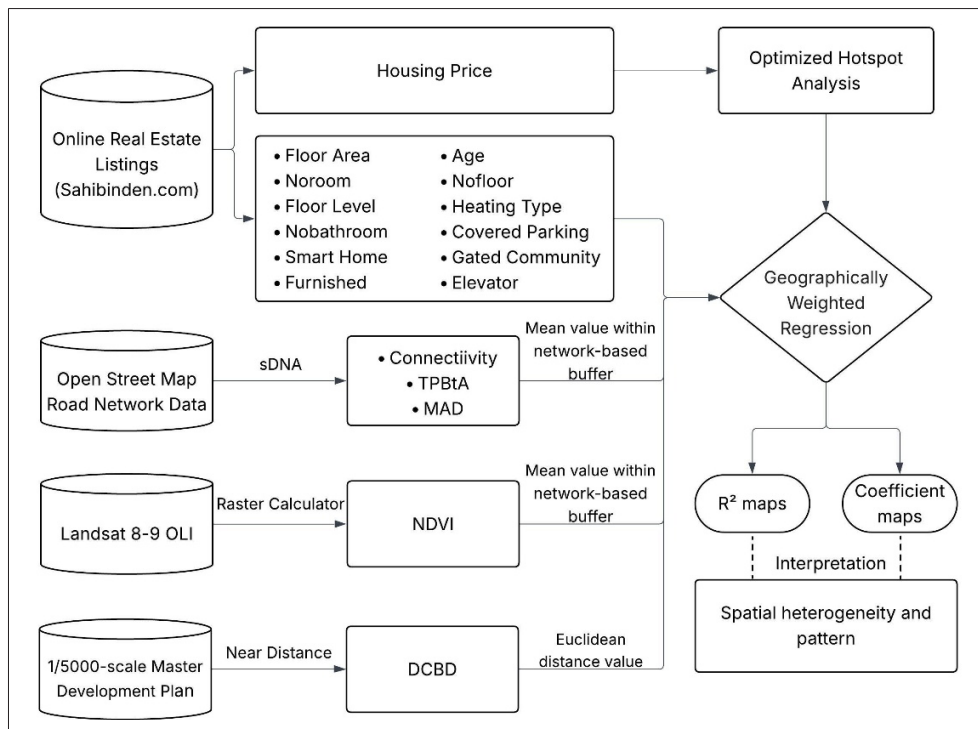 Online Real Estate
Listings
(Sahibinden.com)
Housing Price
Optimized Hotspot
Analysis
• Floor Area
• Noroom
• Floor Level
• Nobathroom
• Smart Home
• Furnished
• Age
• Nofloor
• Heating Type
• Covered Parking
• Gated Community
• Elevator
Geographically
Weighted
Regression
Open Street Map
Road Network Data
sDNA
• Connectiivity
• TPBtA
• MAD
Mean value within
network-based
buffer
Landsat 8-9 OLI
Raster Calculator
NDVI
Mean value within
network-based
buffer
R² maps
Coefficient
maps
Interpretation
Spatial heterogeneity and
pattern
1/5000-scale Master
Development Plan
Near Distance
DCBD
Euclidean
distance value